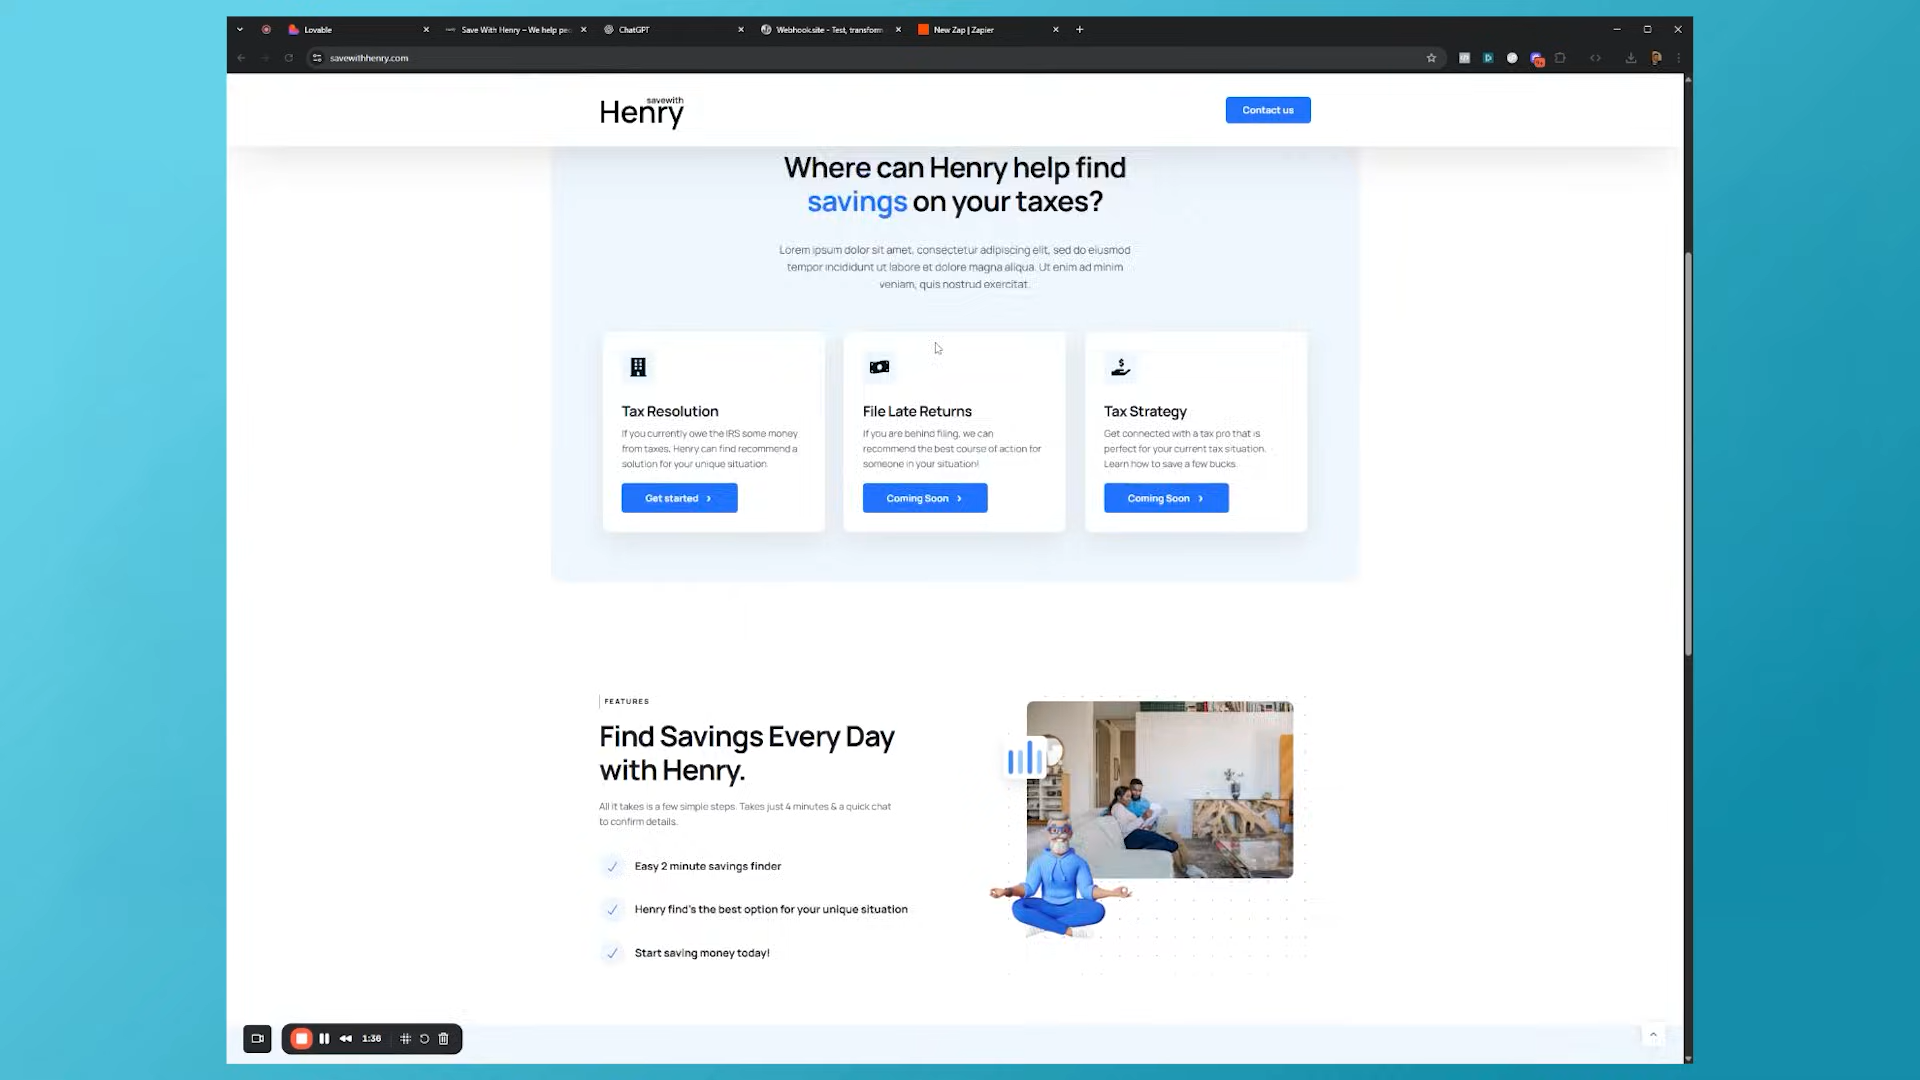 Lovable
Save With Henry – We help pe
ChatGPT
Webhook.site - Test, transform
New Zap | Zapier
savewithhenry.com
savewith
Henry
Contact us
Where can Henry help find
savings on your taxes?
Lorem ipsum dolor sit amet, consectetur adipiscing elit, sed do eiusmod
tempor incididunt ut labore et dolore magna aliqua. Ut enim ad minim
veniam, quis nostrud exercitat.
Tax Resolution
If you currently owe the IRS some money
from taxes, Henry can find recommend a
solution for your unique situation
Get started
File Late Returns
If you are behind filing, we can
recommend the best course of action for
someone in your situation!
Coming Soon
Tax Strategy
Get connected with a tax pro that is
perfect for your current tax situation.
Learn how to save a few bucks.
Coming Soon
FEATURES
Find Savings Every Day
with Henry.
All it takes is a few simple steps. Takes just 4 minutes & a quick chat
to confirm details.
Easy 2 minute savings finder
Henry find's the best option for your unique situation
Start saving money today!
1:36